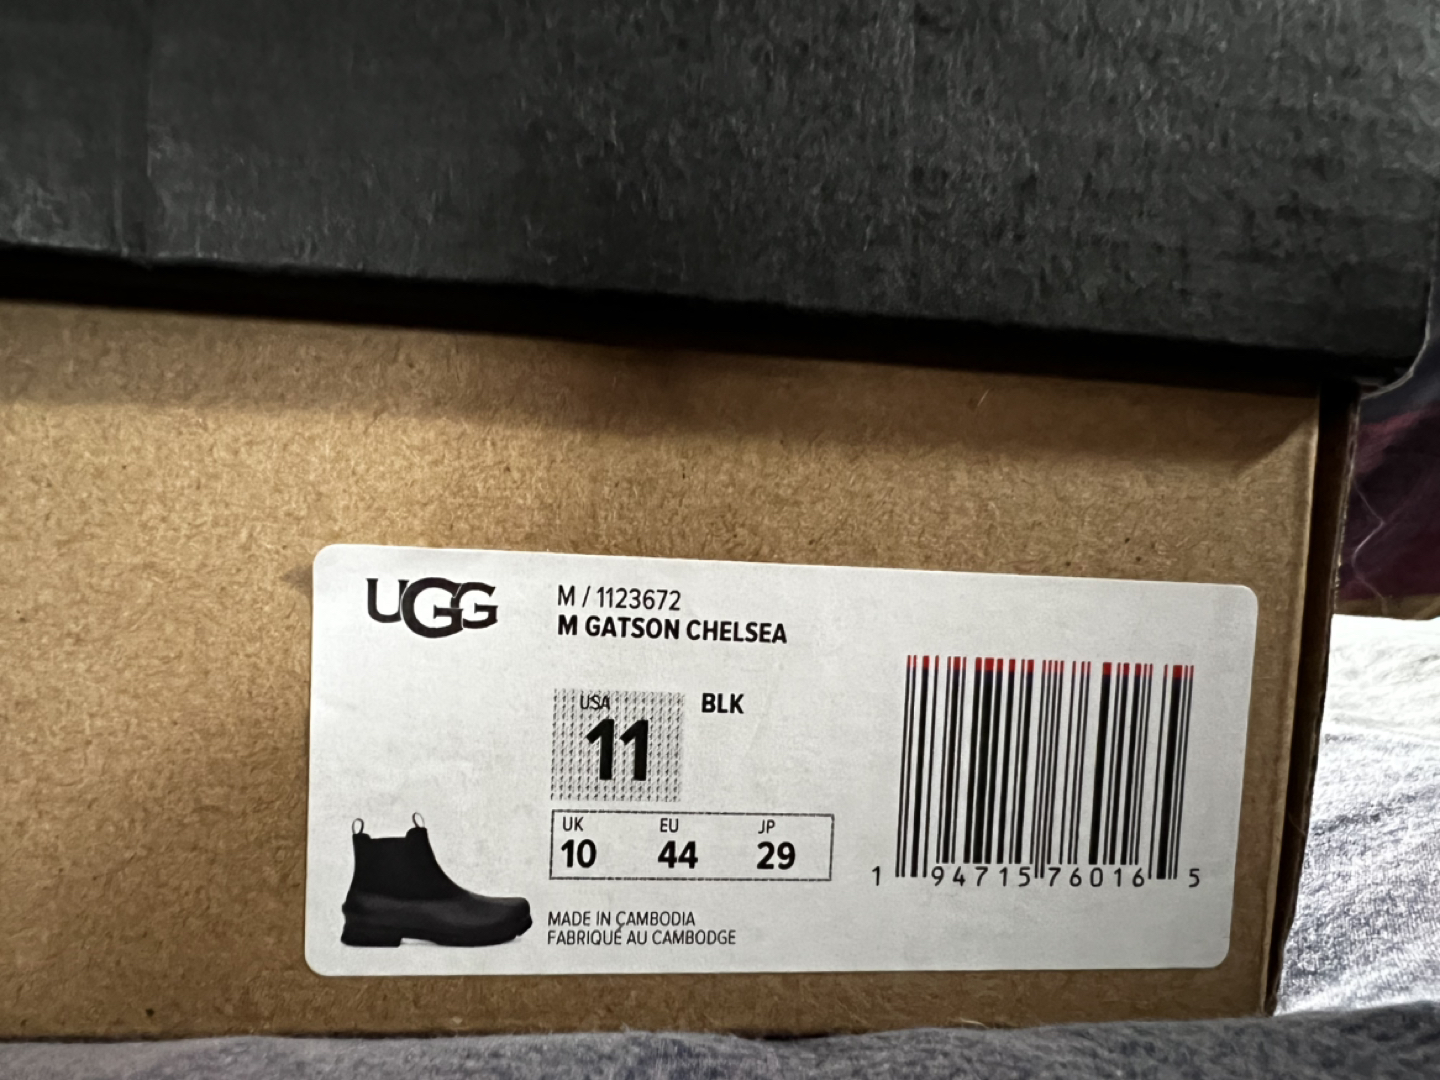 UGG
M / 1123672
M GATSON CHELSEA
USA
11
BLK
UK EU JP
10 44 29
MADE IN CAMBODIA
FABRIQUÉ AU CAMBODGE
1 94715 76016 5